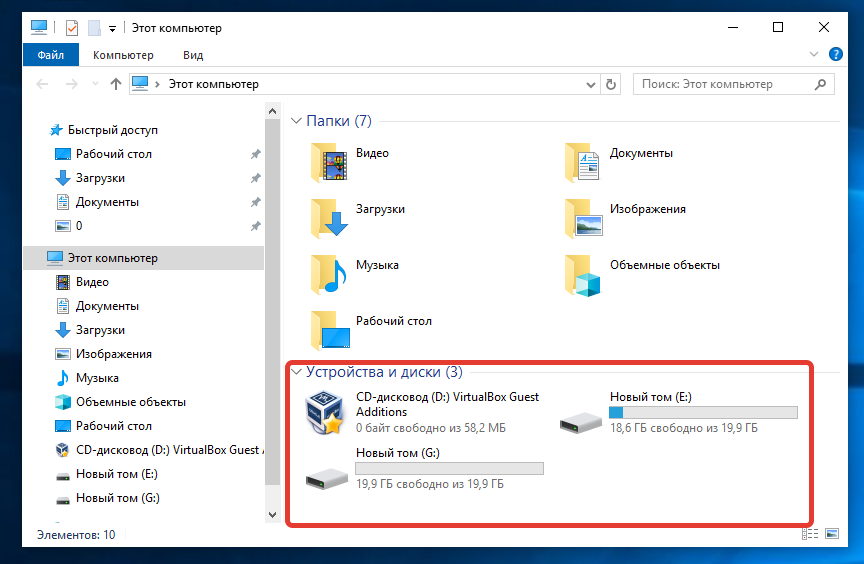 Этот компьютер
Файл
Компьютер
Вид
Этот компьютер
Поиск: Этот компьютер
Быстрый доступ
Рабочий стол
Загрузки
Документы
0
Этот компьютер
Видео
Документы
Загрузки
Изображения
Музыка
Объемные объекты
Рабочий стол
CD-дисковод (D:) VirtualBox Guest
Новый том (E:)
Новый том (G:)
Папки (7)
Видео
Документы
Загрузки
Изображения
Музыка
Объемные объекты
Рабочий стол
Устройства и диски (3)
CD-дисковод (D:) VirtualBox Guest
Additions
0 байт свободно из 58,2 МБ
Новый том (E:)
18,6 ГБ свободно из 19,9 ГБ
Новый том (G:)
19,9 ГБ свободно из 19,9 ГБ
Элементов: 10